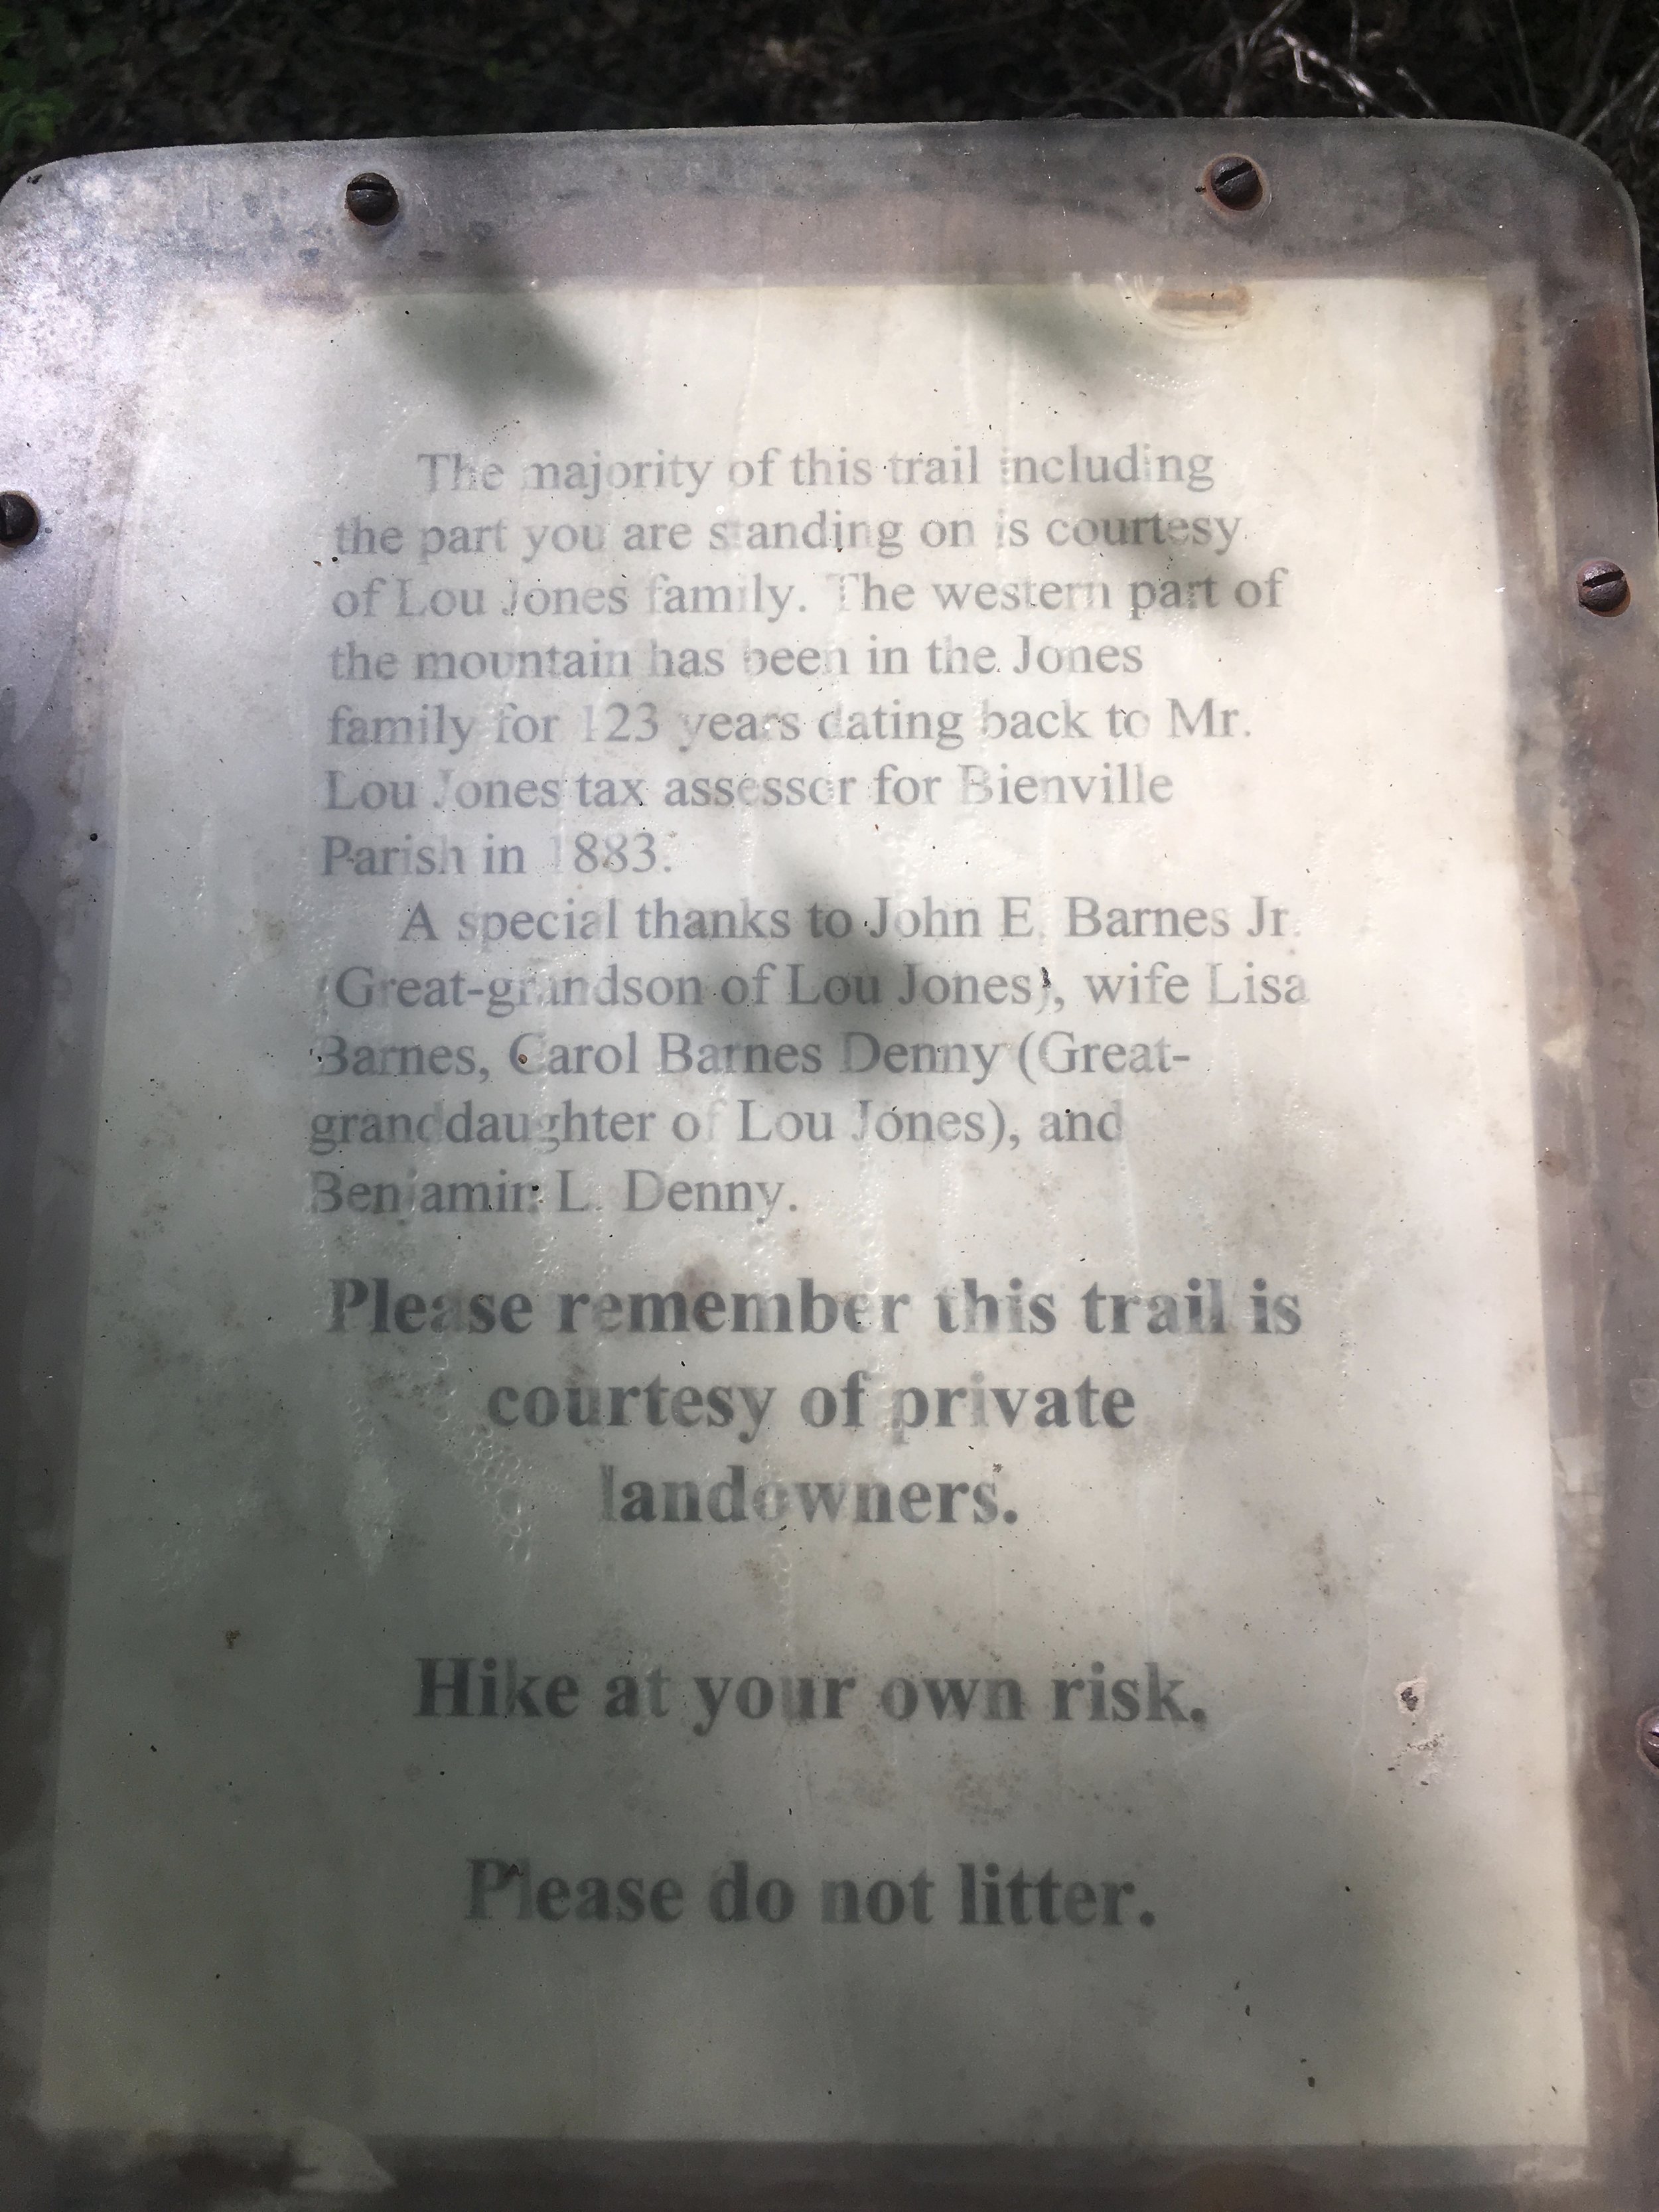 The majority of this trail including
the part you are standing on is courtesy
of Lou Jones family. The western part of
the mountain has been in the Jones
family for 123 years dating back to Mr.
Lou Jones tax assessor for Bienville
Parish in 1883.
A special thanks to John E. Barnes Jr.
(Great-grandson of Lou Jones), wife Lisa
Barnes, Carol Barnes Denny (Great-
granddaughter of Lou Jones), and
Benjamin L. Denny.
Please remember this trail is
courtesy of private
landowners.
Hike at your own risk.
Please do not litter.